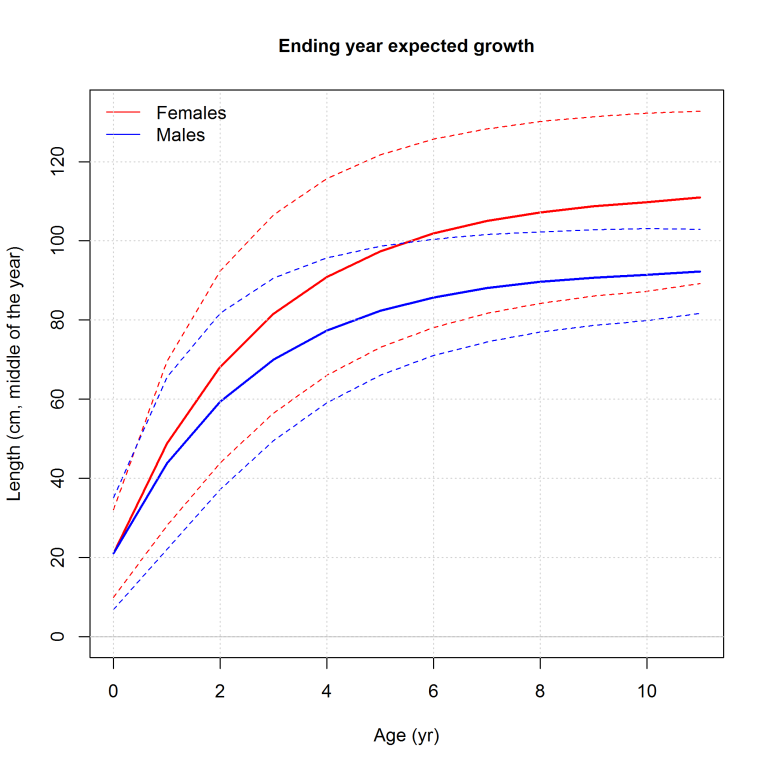 Ending year expected growth
Females
Males
Length (cm, middle of the year)
120
100
80
60
40
20
0
0 2 4 6 8 10
Age (yr)